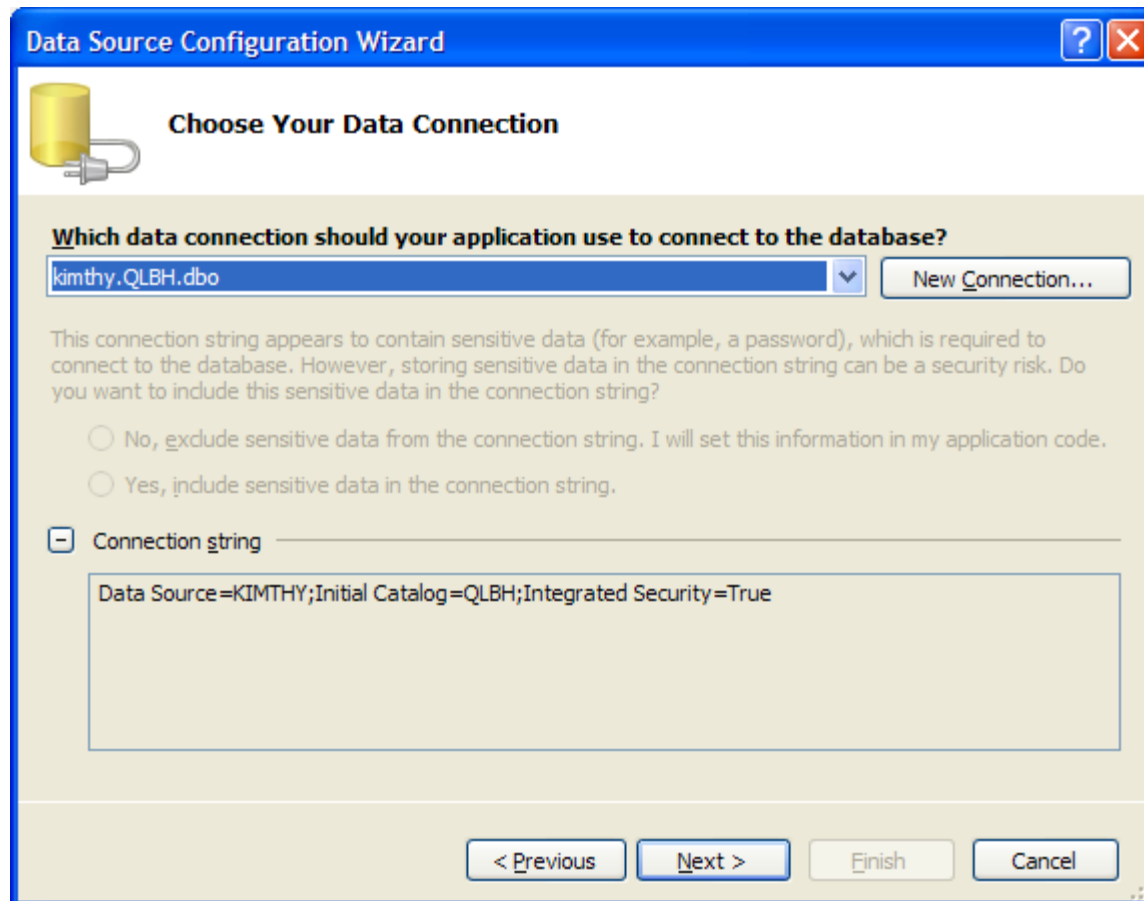 Data Source Configuration Wizard
Choose Your Data Connection
Which data connection should your application use to connect to the database?
kimthy.QLBH.dbo
New Connection...
This connection string appears to contain sensitive data (for example, a password), which is required to
connect to the database. However, storing sensitive data in the connection string can be a security risk. Do
you want to include this sensitive data in the connection string?
No, exclude sensitive data from the connection string. I will set this information in my application code.
Yes, include sensitive data in the connection string.
Connection string
Data Source=KIMTHY;Initial Catalog=QLBH;Integrated Security=True
< Previous
Next >
Finish
Cancel